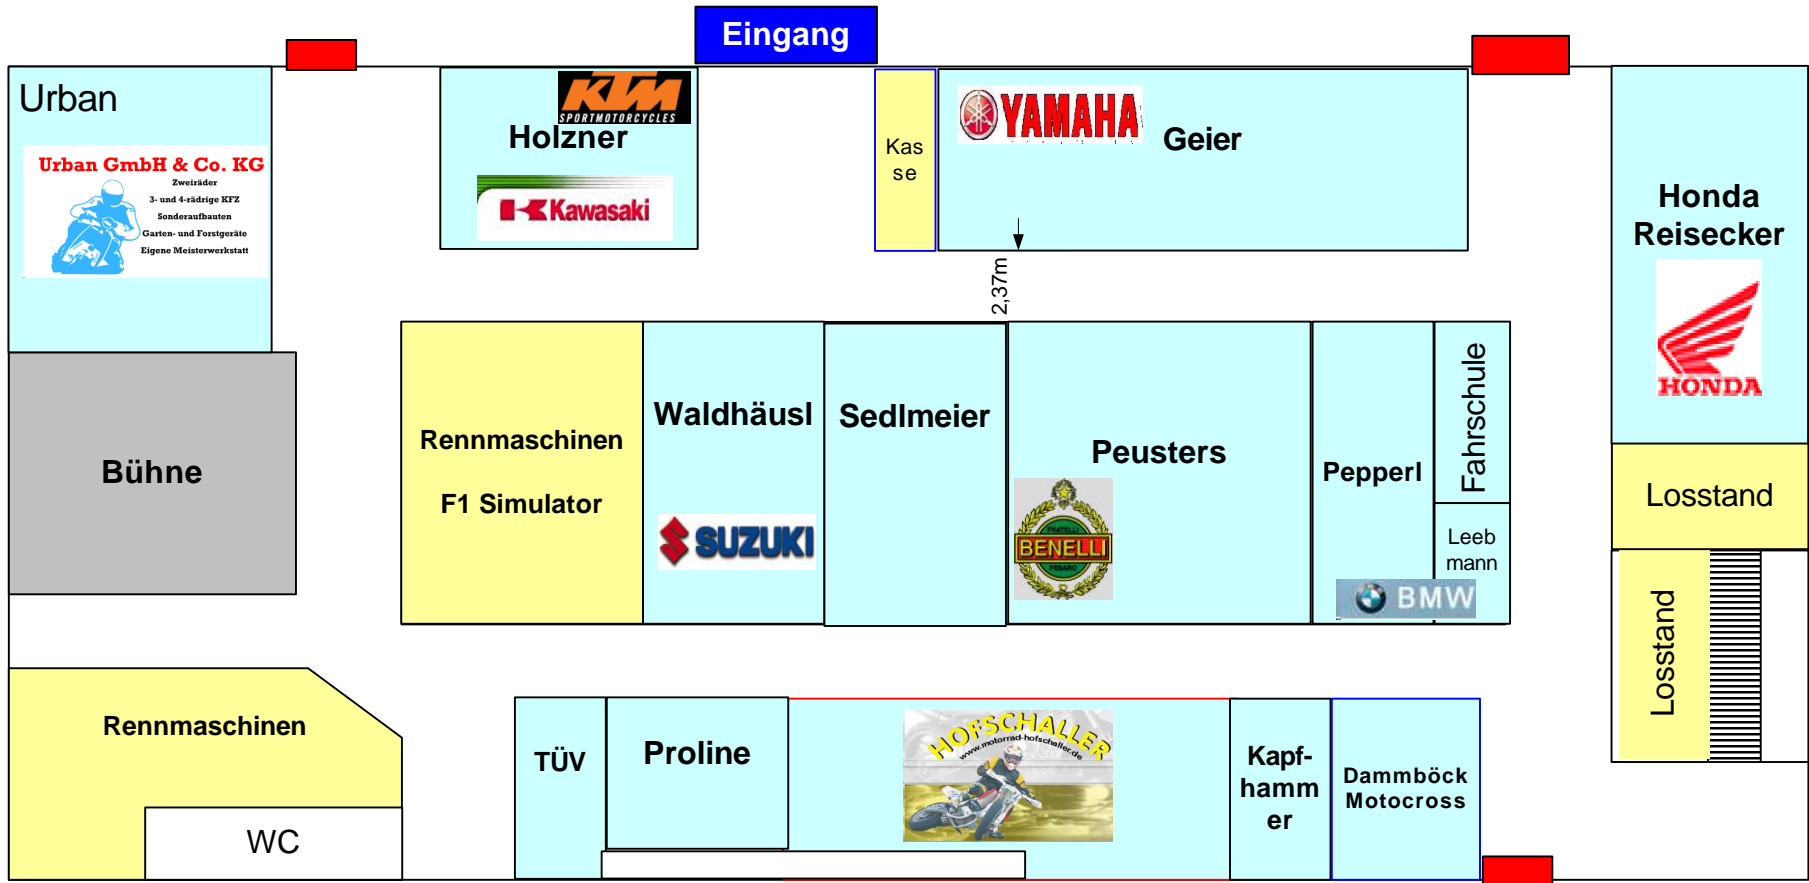 Eingang
Urban
Urban GmbH & Co. KG
Zweiräder
3- und 4-rädrige KFZ
Sonderaufbauten
Garten- und Forstgeräte
Eigene Meisterwerkstatt
KTM
SPORTMOTORCYCLES
Holzner
Kawasaki
Kas
se
YAMAHA
Geier
Honda
Reisecker
HONDA
2,37m
Bühne
Rennmaschinen
F1 Simulator
Waldhäusl
SUZUKI
Sedlmeier
Peusters
FRATELLI
BENELLI
PESARO
Pepperl
Fahrschule
Leeb
mann
BMW
Losstand
Losstand
Rennmaschinen
WC
TÜV
Proline
HOFSCHALLER
www.motorrad-hofschaller.de
Kapf-
hamm
er
Dammböck
Motocross